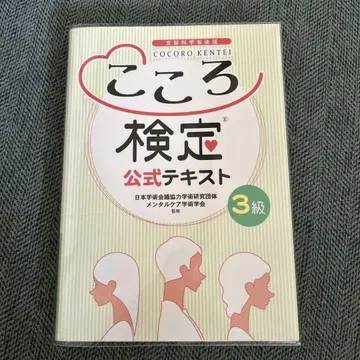 文部科学省後援
COCORO KENTEI
こころ
検定®
公式テキスト
日本学術会議協力学術研究団体
メンタルケア学術学会
監修
3級